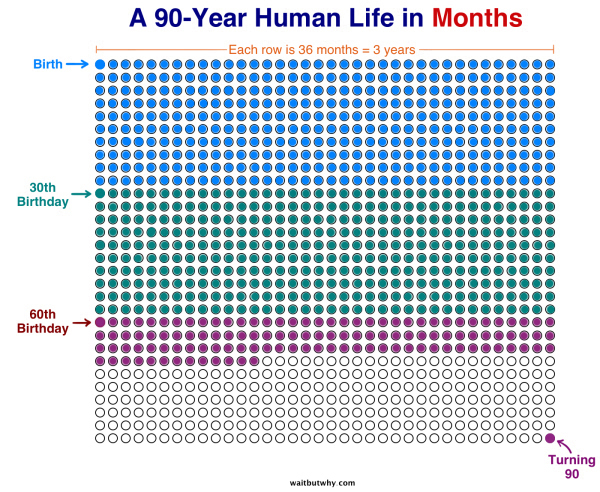 A 90-Year Human Life in Months
Each row is 36 months = 3 years
Birth
30th
Birthday
60th
Birthday
Turning
90
waitbutwhy.com